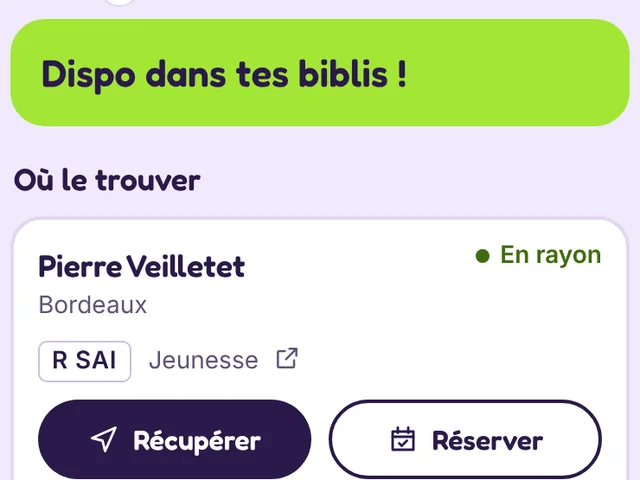 Dispo dans tes biblis !
Où le trouver
Pierre Veilletet
En rayon
Bordeaux
R SAI Jeunesse
Récupérer
Réserver